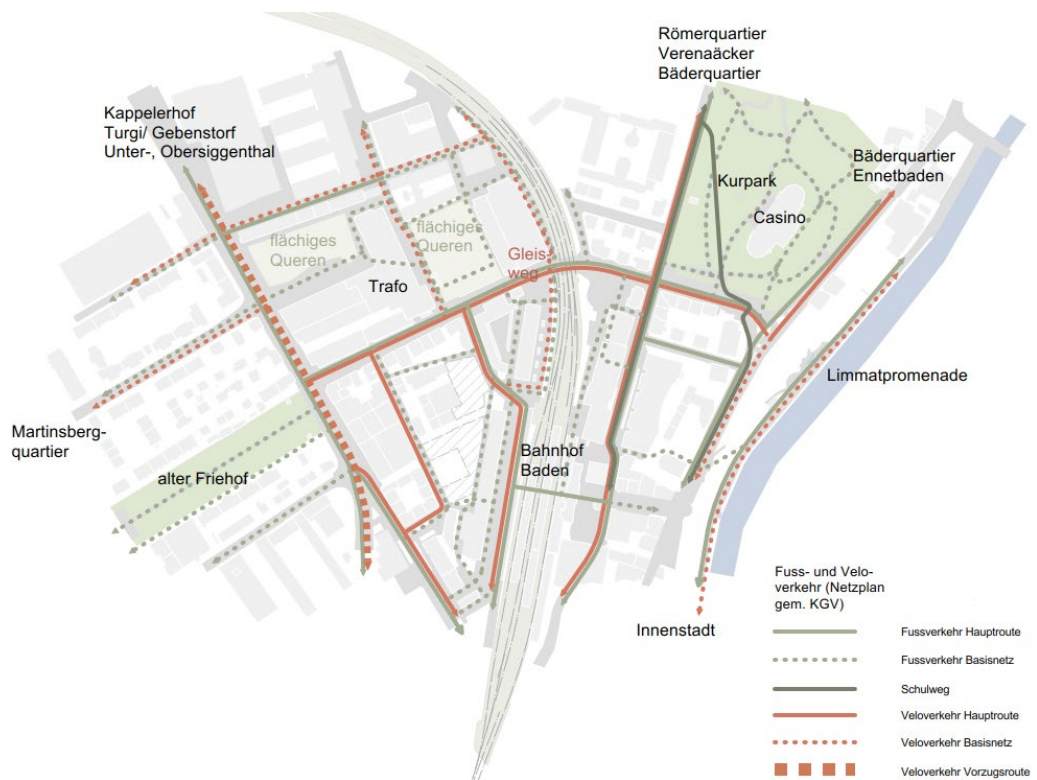 Römerquartier
Verenaäcker
Bäderquartier
Kappelerhof
Turgi/ Gebenstorf
Unter-, Obersiggenthal
Bäderquartier
Ennetbaden
Kurpark
Casino
flächiges
Queren
flächiges
Queren
Gleis-
weg
Trafo
Limmatpromenade
Martinsberg-
quartier
Bahnhof
Baden
alter Friehof
Innenstadt
Fuss- und Velo-
verkehr (Netzplan
gem. KGV)
Fussverkehr Hauptroute
Fussverkehr Basisnetz
Schulweg
Veloverkehr Hauptroute
Veloverkehr Basisnetz
Veloverkehr Vorzugsroute